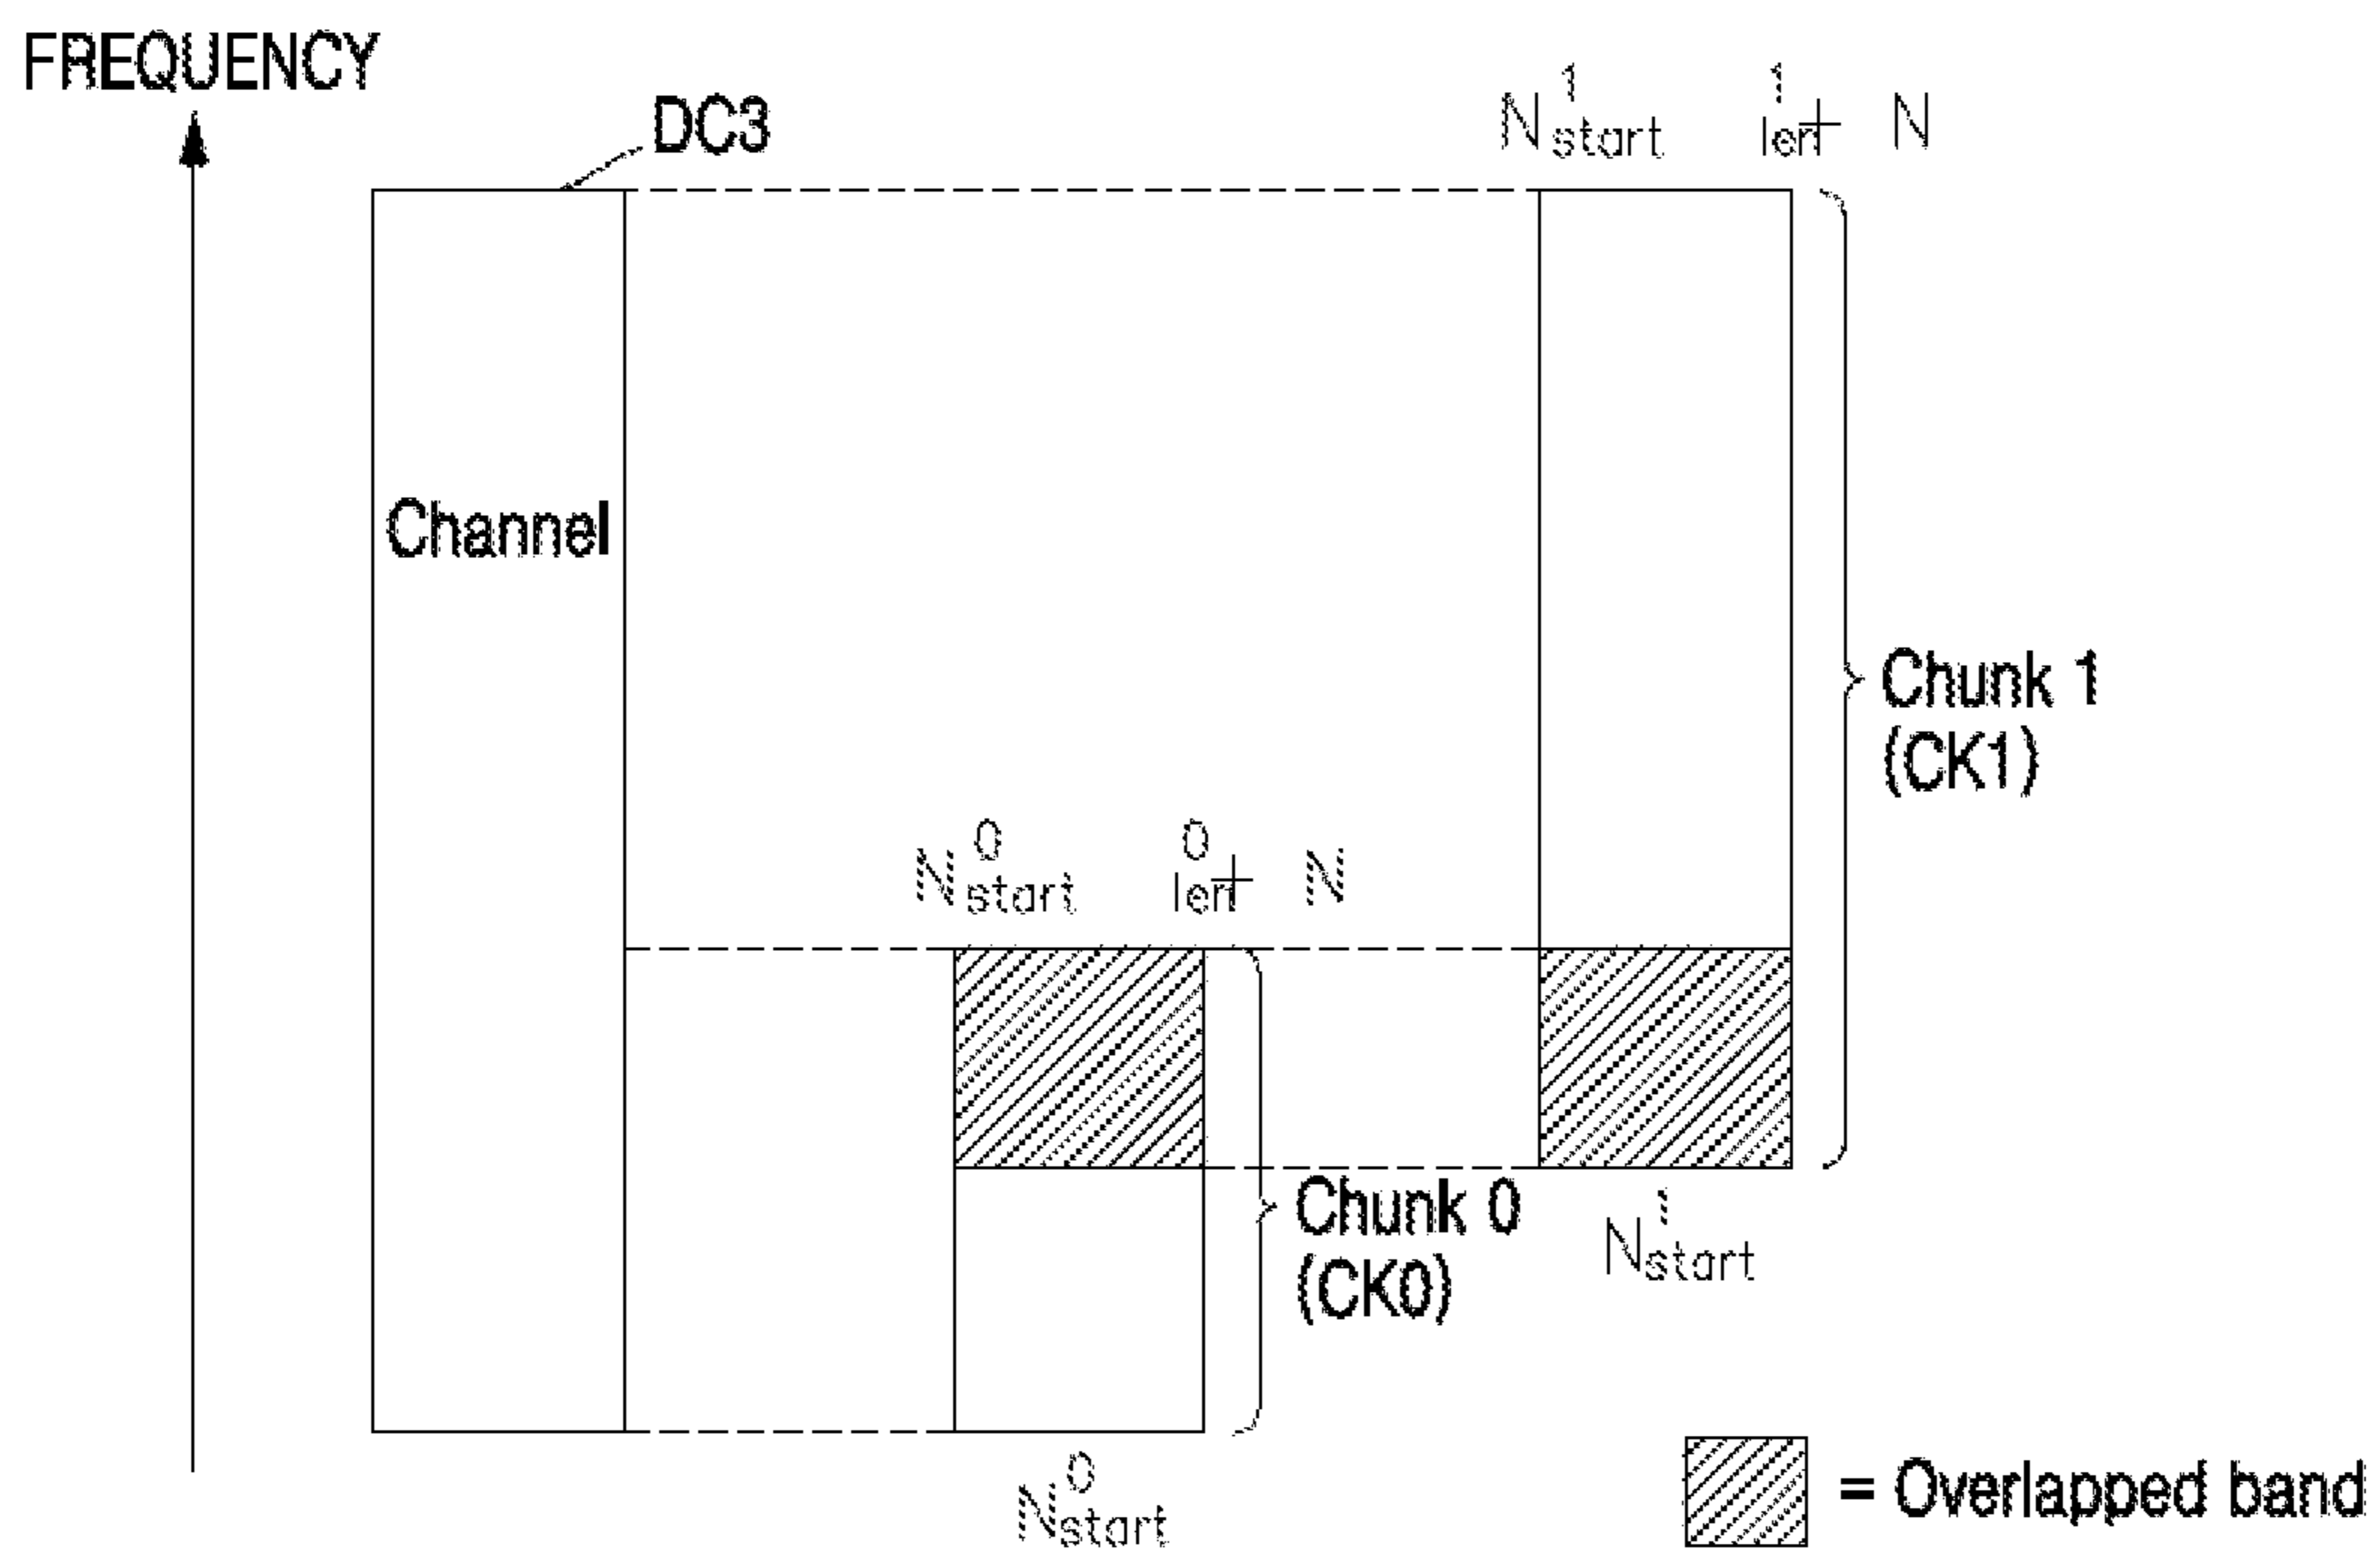 FREQUENCY
DC3
N 1 start 1 len + N
Channel
Chunk 1
(CK1)
N 0 start 0 len + N
Chunk 0
(CK0)
N 1 start
N 0 start
= Overlapped band